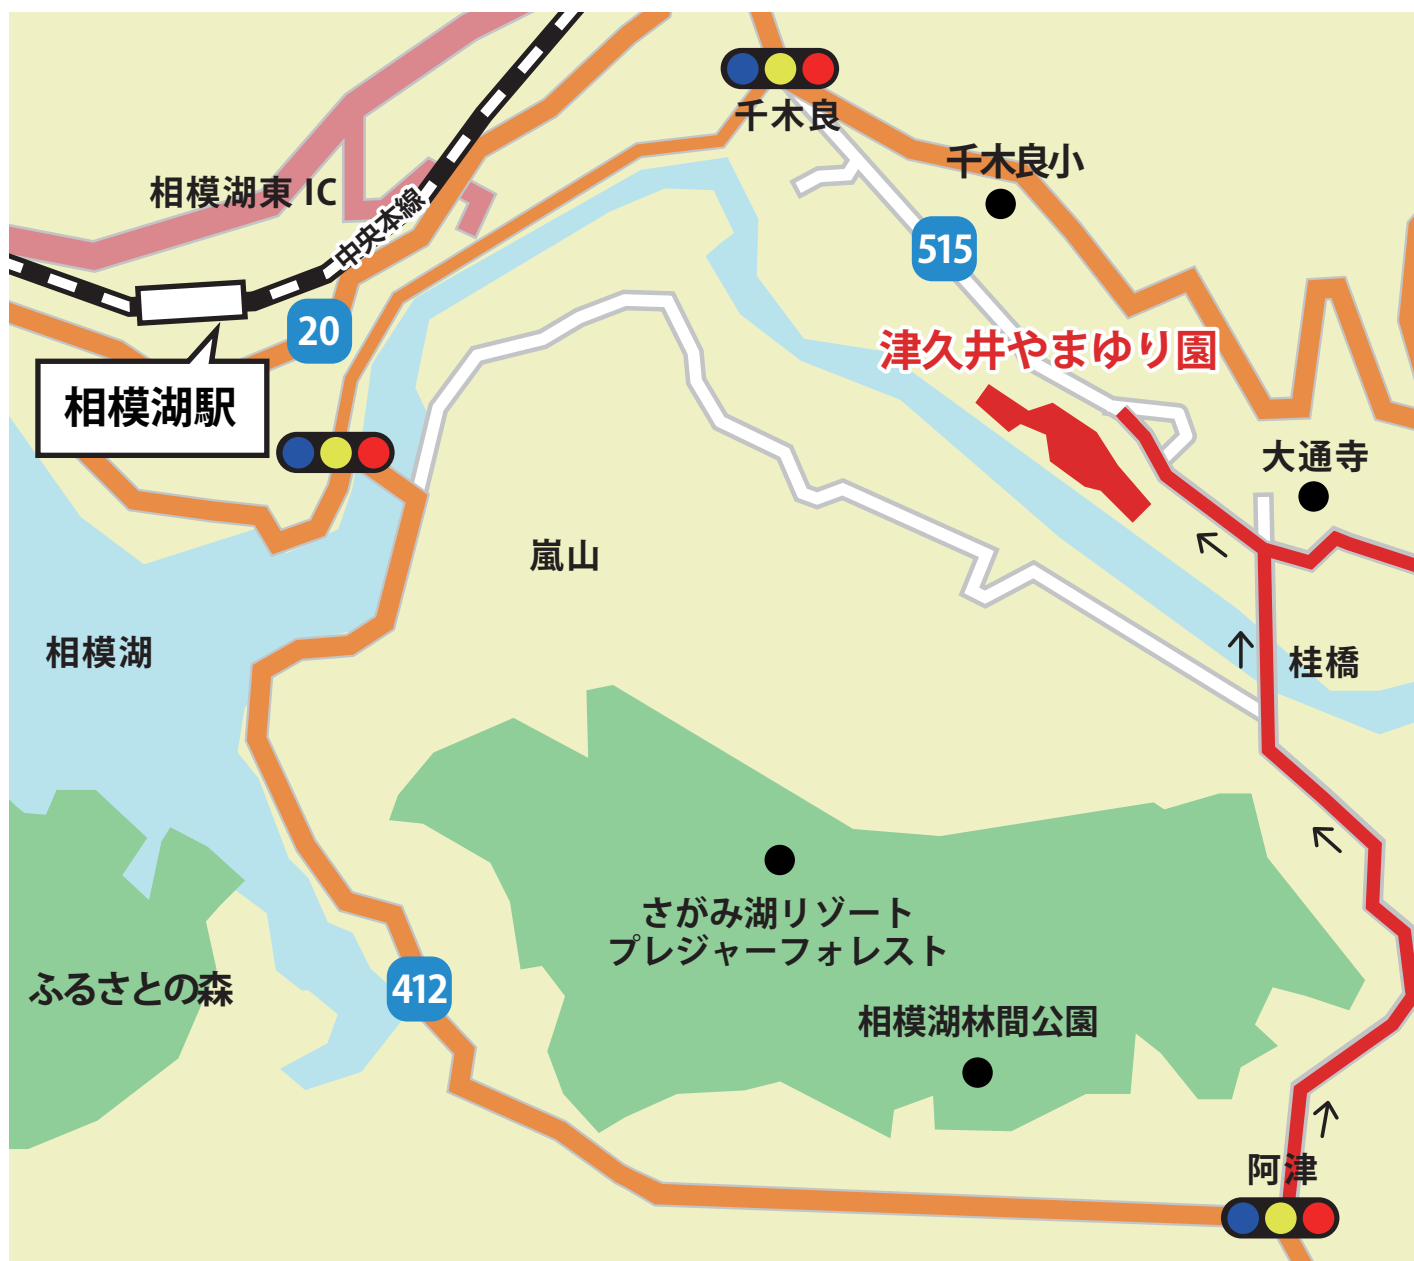 千木良
千木良小
相模湖東 IC
中央本線
515
20
津久井やまゆり園
相模湖駅
大通寺
嵐山
相模湖
桂橋
さがみ湖リゾート
プレジャーフォレスト
ふるさとの森
412
相模湖林間公園
阿津